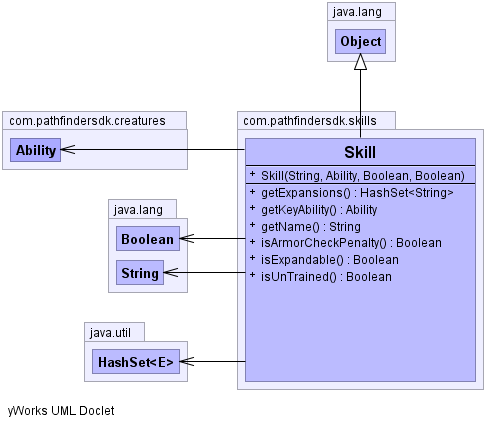 java.lang
Object
com.pathfindersdk.creatures
Ability
com.pathfindersdk.skills
Skill
+ Skill(String, Ability, Boolean, Boolean)
+ getExpansions() : HashSet<String>
+ getKeyAbility() : Ability
+ getName() : String
+ isArmorCheckPenalty() : Boolean
+ isExpandable() : Boolean
+ isUnTrained() : Boolean
java.lang
Boolean
String
java.util
HashSet<E>
yWorks UML Doclet